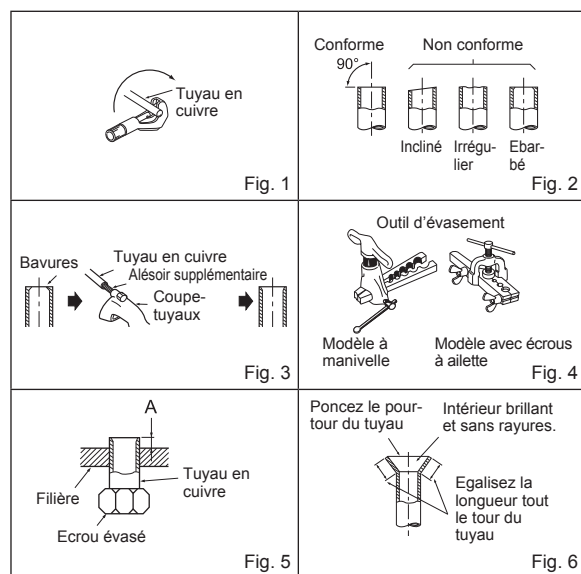 Tuyau en
cuivre
Fig. 1
Conforme
Non conforme
90°
Incliné
Irrégu-
lier
Ebar-
bé
Fig. 2
Bavures
Tuyau en cuivre
Alésoir supplémentaire
Coupe-
tuyaux
Fig. 3
Outil d'évasement
Modèle à
manivelle
Modèle avec écrous
à ailette
Fig. 4
A
Filière
Tuyau en
cuivre
Ecrou évasé
Fig. 5
Poncez le pour-
tour du tuyau
Intérieur brillant
et sans rayures.
Egalisez la
longueur tout
le tour du
tuyau
Fig. 6